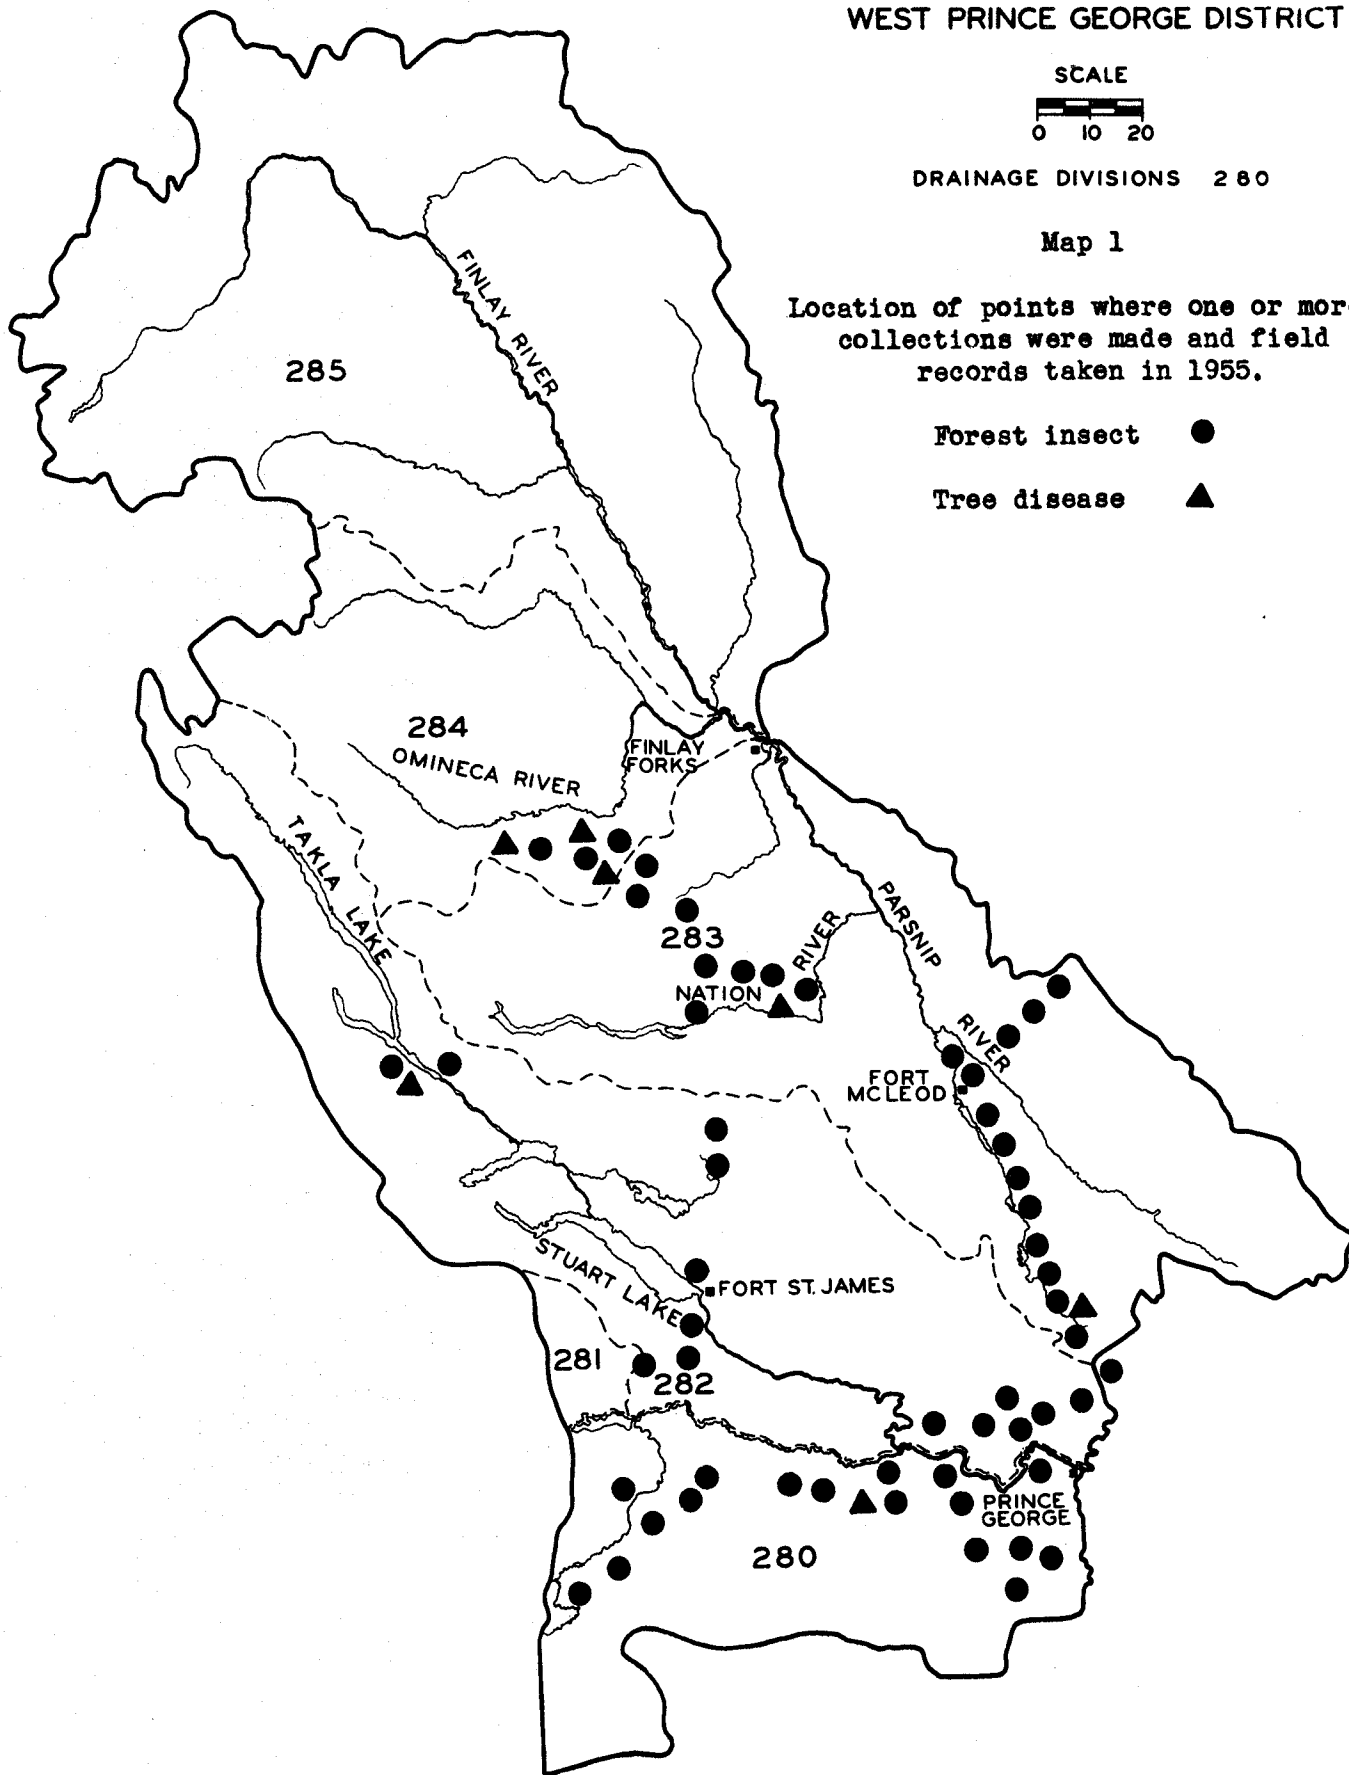 WEST PRINCE GEORGE DISTRICT
SCALE
0 10 20
DRAINAGE DIVISIONS 280
Map 1
Location of points where one or mor
collections were made and field
records taken in 1955.
Forest insect
Tree disease
FINLAY RIVER
285
284
OMINECA RIVER
FINLAY
FORKS
TAKLA LAKE
PARSNIP
RIVER
283
NATION
RIVER
FORT
MCLEOD
STUART LAKE
FORT ST. JAMES
281
282
PRINCE
GEORGE
280